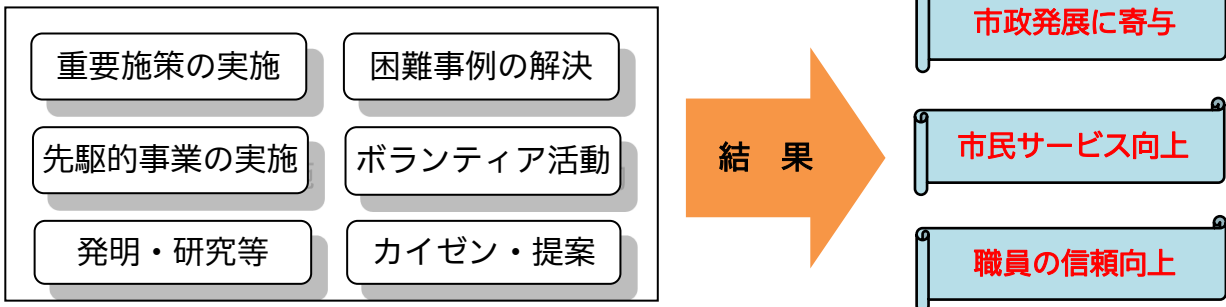 重要施策の実施
困難事例の解決
先駆的事業の実施
ボランティア活動
発明・研究等
カイゼン・提案
結　果
市政発展に寄与
市民サービス向上
職員の信頼向上